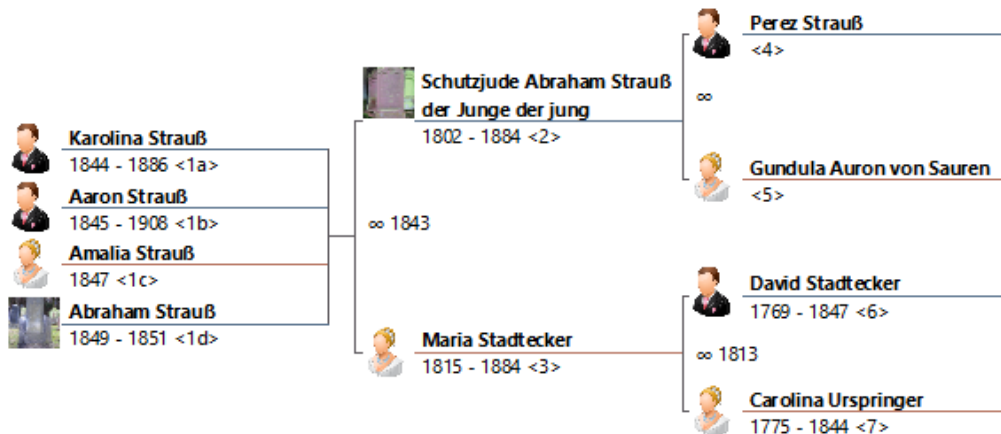 Karolina Strauß
1844 - 1886 <1a>
Aaron Strauß
1845 - 1908 <1b>
Amalia Strauß
1847 <1c>
Abraham Strauß
1849 - 1851 <1d>
∞ 1843
Schutzjude Abraham Strauß
der Junge der jung
1802 - 1884 <2>
Maria Stadtecker
1815 - 1884 <3>
Perez Strauß
<4>
∞
Gundula Auron von Sauren
<5>
David Stadtecker
1769 - 1847 <6>
∞ 1813
Carolina Urspringer
1775 - 1844 <7>